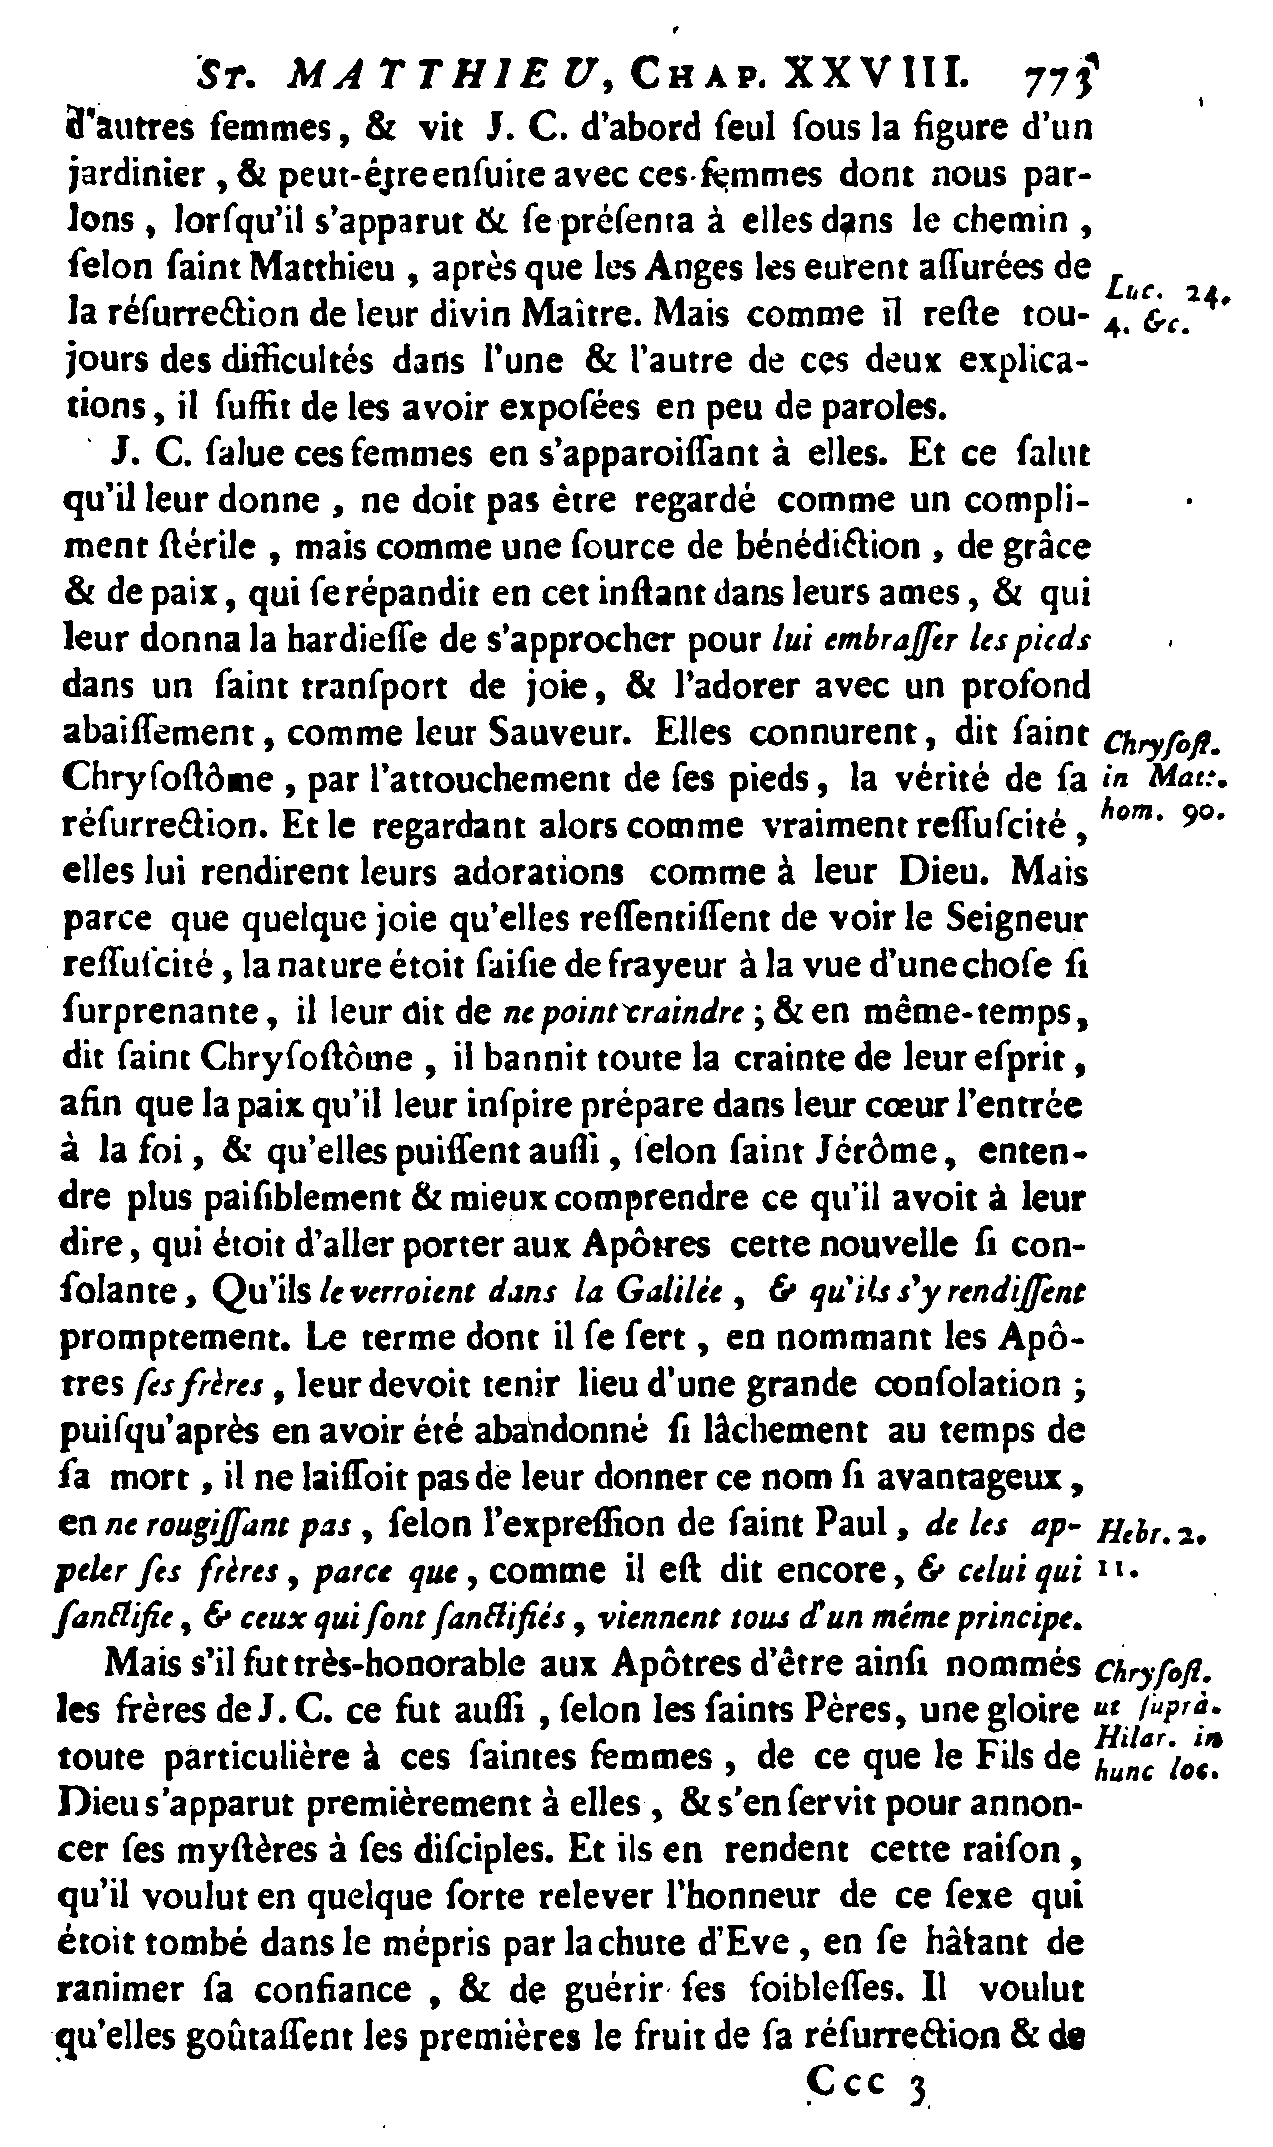 St. MATTHIEU, CHAP. XXVIII. 773
d'autres femmes, & vit J. C. d'abord ſeul ſous la figure d'un
jardinier, & peut-être enſuite avec ces femmes dont nous par-
lons, lorſqu'il s'apparut & ſe préſenta à elles dans le chemin,
ſelon ſaint Matthieu, après que les Anges les eurent aſſurées de
la réſurrection de leur divin Maître. Mais comme il reſte tou-
jours des difficultés dans l'une & l'autre de ces deux explica-
tions, il ſuffit de les avoir expoſées en peu de paroles.
Luc. 24.
4. &c.
J. C. ſalue ces femmes en s'apparoiſſant à elles. Et ce ſalut
qu'il leur donne, ne doit pas être regardé comme un compli-
ment ſtérile, mais comme une ſource de bénédiction, de grâce
& de paix, qui ſe répandit en cet inſtant dans leurs ames, & qui
leur donna la hardieſſe de s'approcher pour lui embraſſer les pieds
dans un ſaint tranſport de joie, & l'adorer avec un profond
abaiſſement, comme leur Sauveur. Elles connurent, dit ſaint
Chryſoſtôme, par l'attouchement de ſes pieds, la vérité de ſa
réſurrection. Et le regardant alors comme vraiment reſſuſcité,
elles lui rendirent leurs adorations comme à leur Dieu. Mais
parce que quelque joie qu'elles reſſentiſſent de voir le Seigneur
reſſuſcité, la nature étoit ſaiſie de frayeur à la vue d'une choſe ſi
ſurprenante, il leur dit de ne point craindre; & en même-temps,
dit ſaint Chryſoſtôme, il bannit toute la crainte de leur eſprit,
afin que la paix qu'il leur inſpire prépare dans leur cœur l'entrée
à la foi, & qu'elles puiſſent auſſi, ſelon ſaint Jérôme, enten-
dre plus paiſiblement & mieux comprendre ce qu'il avoit à leur
dire, qui étoit d'aller porter aux Apôtres cette nouvelle ſi con-
ſolante, Qu'ils le verroient dans la Galilée, & qu'ils s'y rendiſſent
promptement. Le terme dont il ſe ſert, en nommant les Apô-
tres ſes frères, leur devoit tenir lieu d'une grande conſolation;
puiſqu'après en avoir été abandonné ſi lâchement au temps de
ſa mort, il ne laiſſoit pas de leur donner ce nom ſi avantageux,
en ne rougiſſant pas, ſelon l'expreſſion de ſaint Paul, de les ap-
peler ſes frères, parce que, comme il eſt dit encore, & celui qui
ſanctifie, & ceux qui ſont ſanctifiés, viennent tous d'un même principe.
Chryſoſt.
in Matt.
hom. 90.
Hebr. 2.
11.
Mais s'il fut très-honorable aux Apôtres d'être ainſi nommés
les frères de J. C. ce fut auſſi, ſelon les ſaints Pères, une gloire
toute particulière à ces ſaintes femmes, de ce que le Fils de
Dieu s'apparut premièrement à elles, & s'en ſervit pour annon-
cer ſes myſtères à ſes diſciples. Et ils en rendent cette raiſon,
qu'il voulut en quelque ſorte relever l'honneur de ce ſexe qui
étoit tombé dans le mépris par la chute d'Eve, en ſe hâtant de
ranimer ſa confiance, & de guérir ſes foibleſſes. Il voulut
qu'elles goûtaſſent les premières le fruit de ſa réſurrection & de
Chryſoſt.
ut ſuprà.
Hilar. in
hunc loc.
Ccc 3